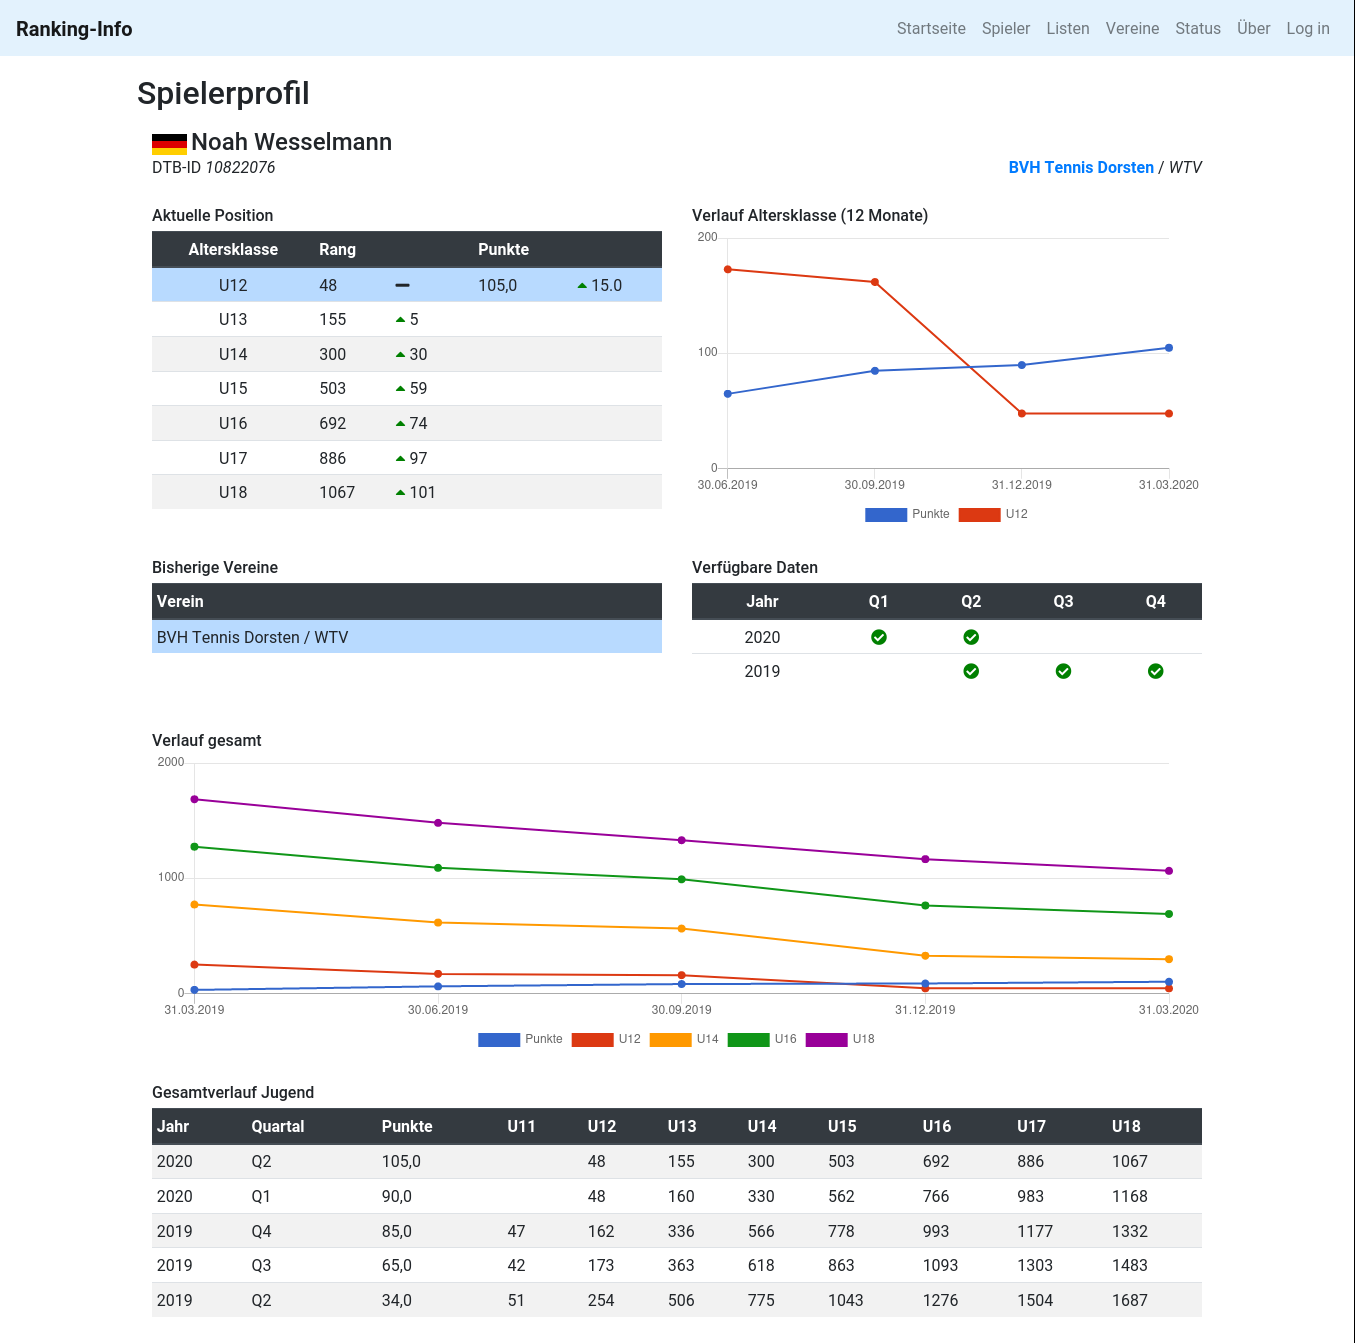 Ranking-Info
Startseite Spieler Listen Vereine Status Über Log in
Spielerprofil
Noah Wesselmann
DTB-ID 10822076
BVH Tennis Dorsten / WTV
Aktuelle Position
Altersklasse Rang Punkte
U12 48 105,0 15.0
U13 155 5
U14 300 30
U15 503 59
U16 692 74
U17 886 97
U18 1067 101
Verlauf Altersklasse (12 Monate)
200
100
0
30.06.2019 30.09.2019 31.12.2019 31.03.2020
Punkte U12
Bisherige Vereine
Verein
BVH Tennis Dorsten / WTV
Verfügbare Daten
Jahr Q1 Q2 Q3 Q4
2020
2019
Verlauf gesamt
2000
1000
0
31.03.2019 30.06.2019 30.09.2019 31.12.2019 31.03.2020
Punkte U12 U14 U16 U18
Gesamtverlauf Jugend
Jahr Quartal Punkte U11 U12 U13 U14 U15 U16 U17 U18
2020 Q2 105,0 48 155 300 503 692 886 1067
2020 Q1 90,0 48 160 330 562 766 983 1168
2019 Q4 85,0 47 162 336 566 778 993 1177 1332
2019 Q3 65,0 42 173 363 618 863 1093 1303 1483
2019 Q2 34,0 51 254 506 775 1043 1276 1504 1687